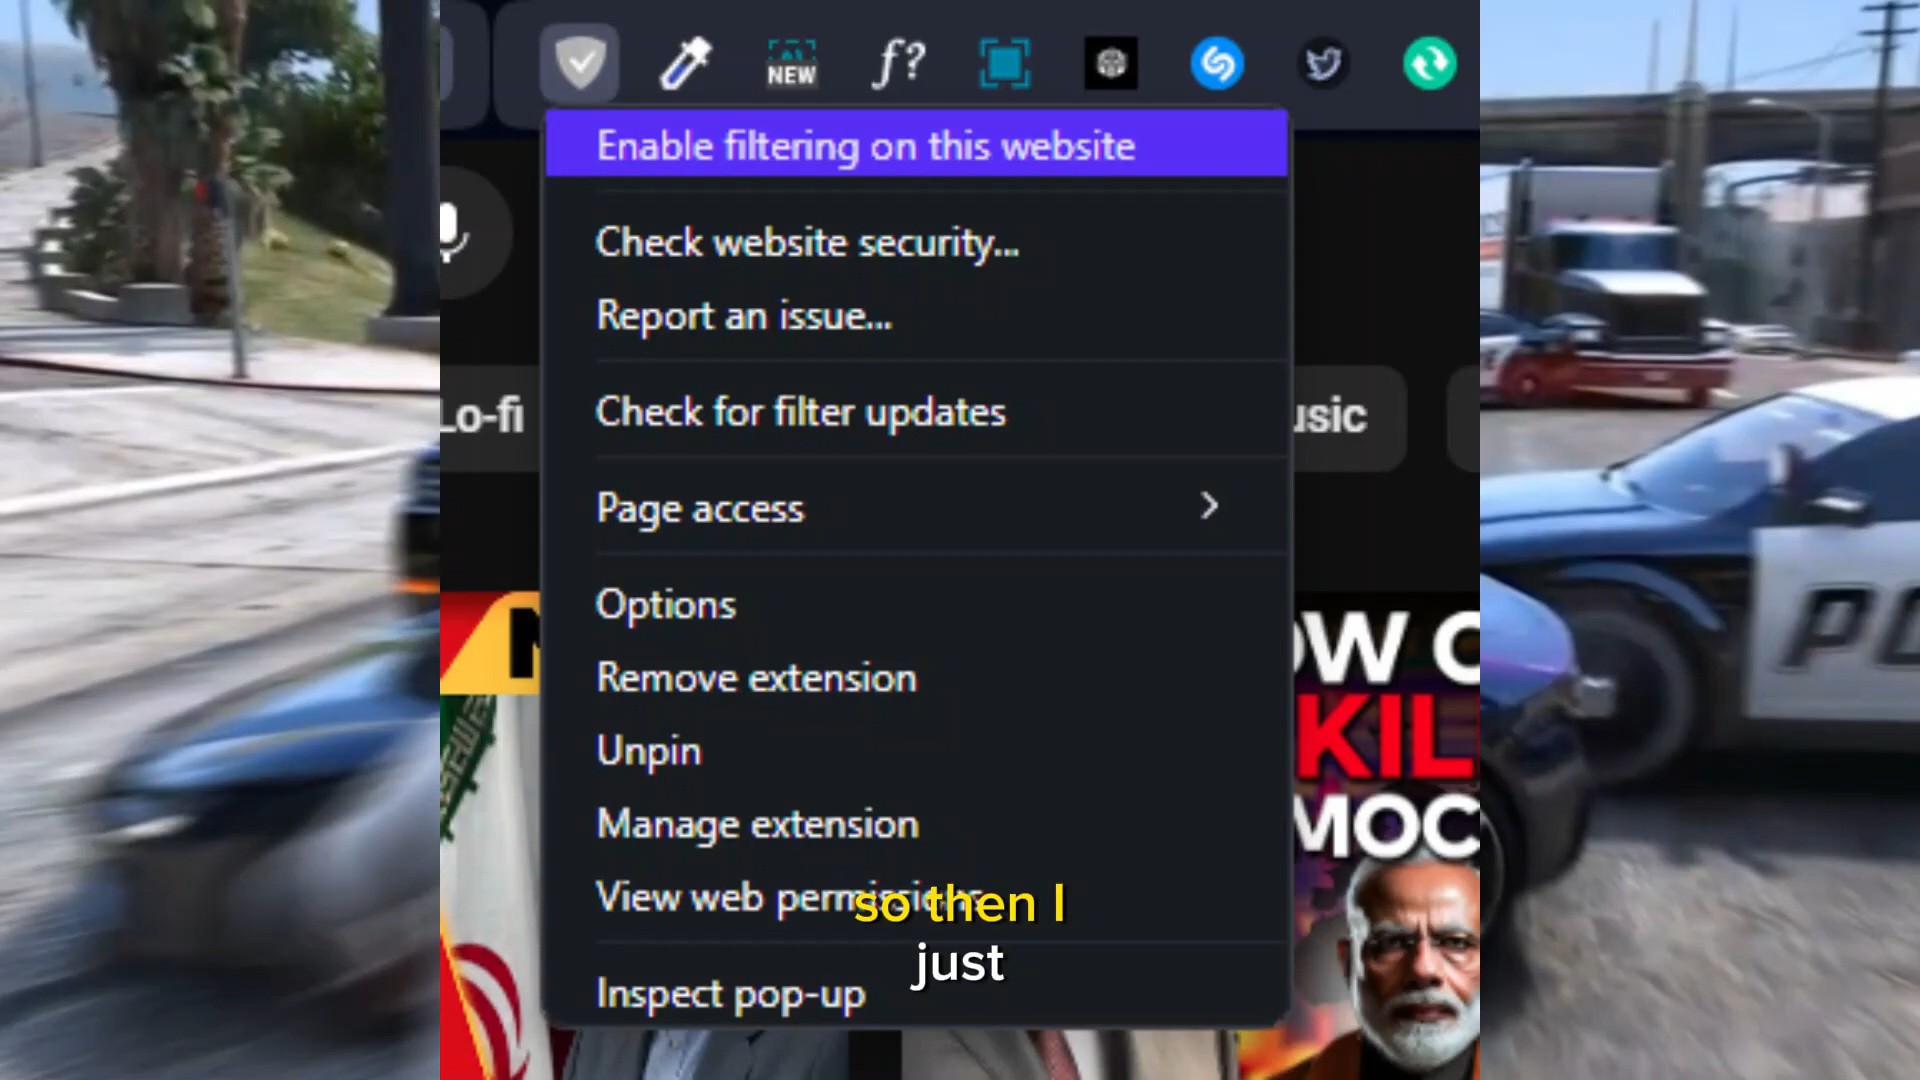 NEW
f?
Enable filtering on this website
Check website security...
Report an issue...
Lo-fi
Check for filter updates
usic
Page access
Options
OW C
Remove extension
KIL
Unpin
Manage extension
MOC
PO
View web permissions
so then I
just
Inspect pop-up